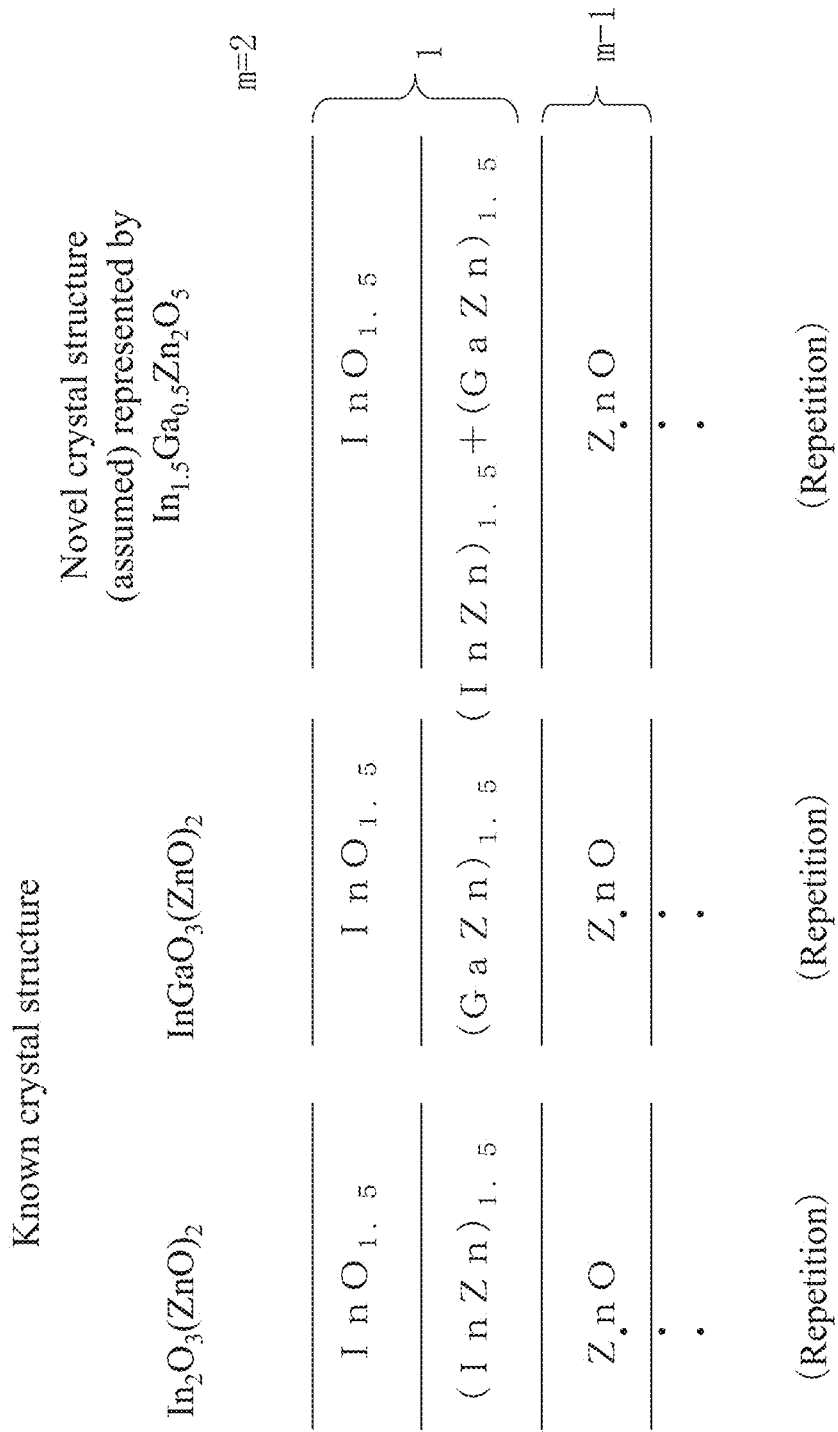 Known crystal structure
Novel crystal structure
(assumed) represented by
In₂O₃(ZnO)₂
InGaO₃(ZnO)₂
In₁.₅Ga₀.₅Zn₂O₅
m=2
InO₁.₅
InO₁.₅
InO₁.₅
1
(InZn)₁.₅
(GaZn)₁.₅
(InZn)₁.₅+(GaZn)₁.₅
ZnO
ZnO
ZnO
m-1
(Repetition)
(Repetition)
(Repetition)